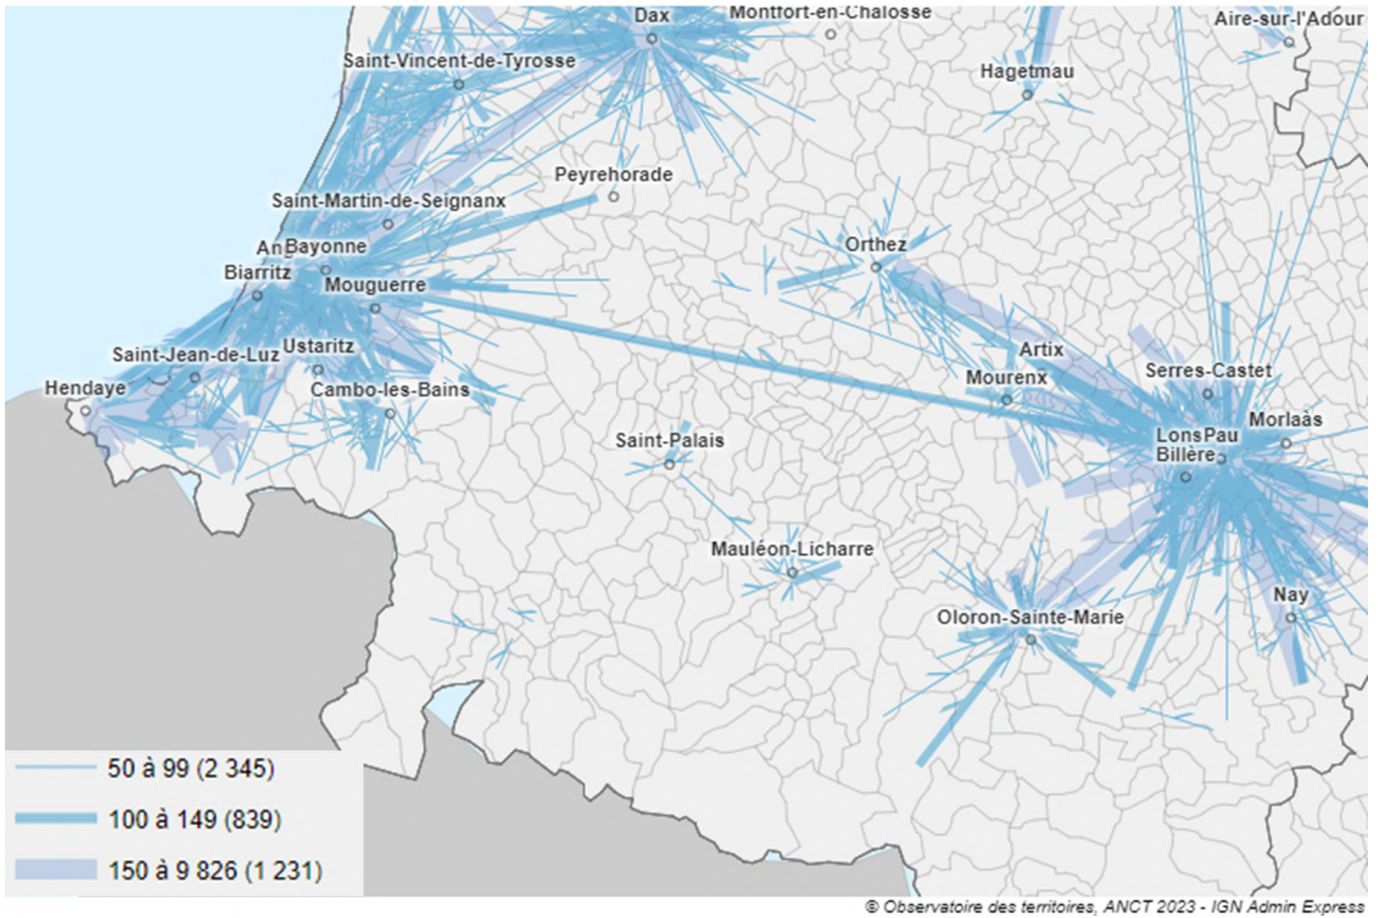 Dax
Montfort-en-Chalosse
Aire-sur-l'Adour
Saint-Vincent-de-Tyrosse
Hagetmau
Peyrehorade
Saint-Martin-de-Seignanx
An Bayonne
Orthez
Biarritz
Mouguerre
Ustaritz
Saint-Jean-de-Luz
Artix
Serres-Castet
Mourenx
Hendaye
Cambo-les-Bains
Morlaàs
Saint-Palais
Lons Pau
Billère
Mauléon-Licharre
Nay
Oloron-Sainte-Marie
50 à 99 (2 345)
100 à 149 (839)
150 à 9 826 (1 231)
© Observatoire des territoires, ANCT 2023 - IGN Admin Express